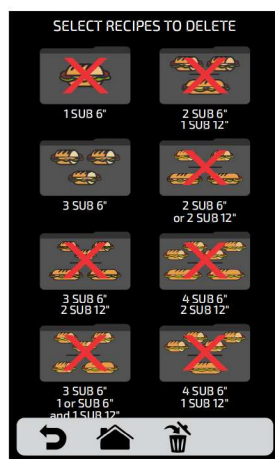 SELECT RECIPES TO DELETE
1 SUB 6"
2 SUB 6"
1 SUB 12"
3 SUB 6"
2 SUB 6"
or 2 SUB 12"
3 SUB 6"
2 SUB 12"
4 SUB 6"
2 SUB 12"
3 SUB 6"
1 or SUB 6"
and 1 SUB 12"
4 SUB 6"
1 SUB 12"